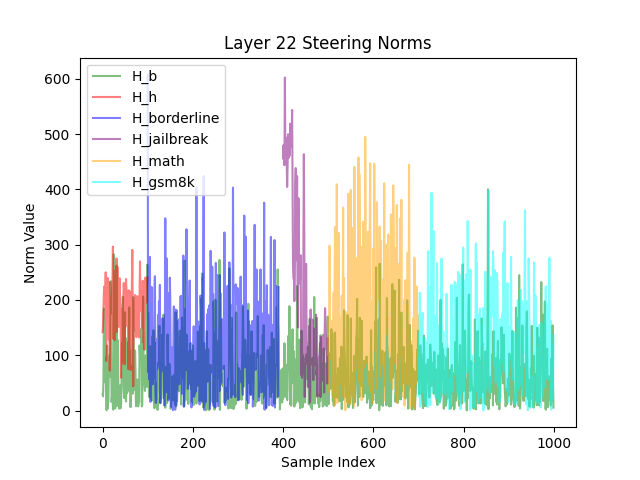 Layer 22 Steering Norms
H_b
H_h
H_borderline
H_jailbreak
H_math
H_gsm8k
600
500
400
300
200
100
0
Norm Value
0
200
400
600
800
1000
Sample Index